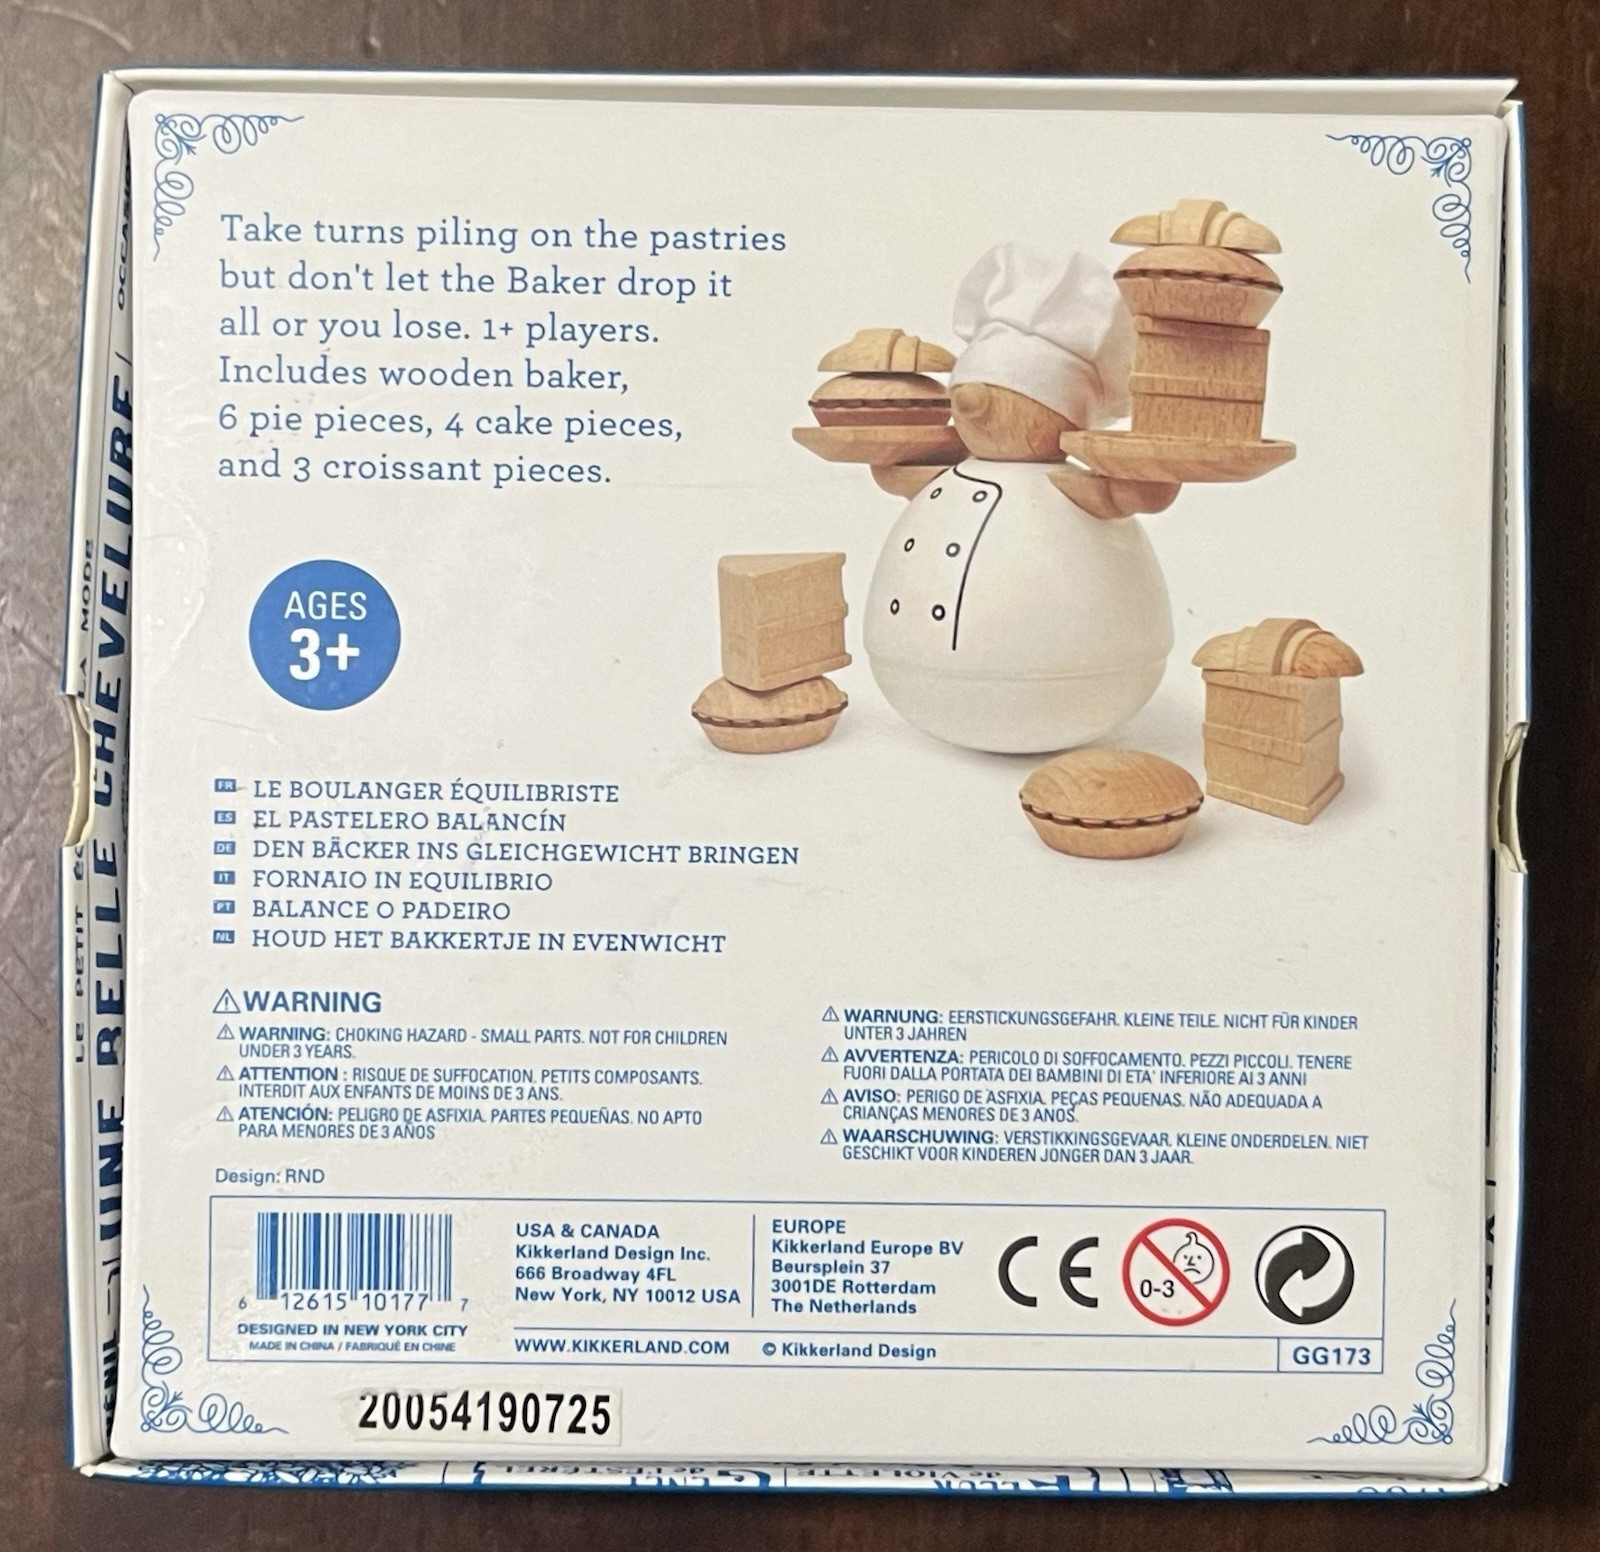 Take turns piling on the pastries
but don't let the Baker drop it
all or you lose. 1+ players.
Includes wooden baker,
6 pie pieces, 4 cake pieces,
and 3 croissant pieces.
AGES
3+
FR LE BOULANGER ÉQUILIBRISTE
ES EL PASTELERO BALANCÍN
DE DEN BÄCKER INS GLEICHGEWICHT BRINGEN
IT FORNAIO IN EQUILIBRIO
PT BALANCE O PADEIRO
NL HOUD HET BAKKERTJE IN EVENWICHT
⚠WARNING
⚠ WARNING: CHOKING HAZARD - SMALL PARTS. NOT FOR CHILDREN
UNDER 3 YEARS.
⚠ ATTENTION : RISQUE DE SUFFOCATION. PETITS COMPOSANTS.
INTERDIT AUX ENFANTS DE MOINS DE 3 ANS.
⚠ ATENCIÓN: PELIGRO DE ASFIXIA. PARTES PEQUEÑAS. NO APTO
PARA MENORES DE 3 AÑOS
⚠ WARNUNG: EERSTICKUNGSGEFAHR. KLEINE TEILE. NICHT FÜR KINDER
UNTER 3 JAHREN
⚠ AVVERTENZA: PERICOLO DI SOFFOCAMENTO. PEZZI PICCOLI. TENERE
FUORI DALLA PORTATA DEI BAMBINI DI ETA' INFERIORE AI 3 ANNI
⚠ AVISO: PERIGO DE ASFIXIA. PEÇAS PEQUENAS. NÃO ADEQUADA A
CRIANÇAS MENORES DE 3 ANOS.
⚠ WAARSCHUWING: VERSTIKKINGSGEVAAR. KLEINE ONDERDELEN. NIET
GESCHIKT VOOR KINDEREN JONGER DAN 3 JAAR.
Design: RND
6 12615 10177 7
DESIGNED IN NEW YORK CITY
MADE IN CHINA / FABRIQUÉ EN CHINE
USA & CANADA
Kikkerland Design Inc.
666 Broadway 4FL
New York, NY 10012 USA
EUROPE
Kikkerland Europe BV
Beursplein 37
3001DE Rotterdam
The Netherlands
CE
0-3
WWW.KIKKERLAND.COM
© Kikkerland Design
GG173
20054190725
LA MODE
LE PETIT
UNE BELLE CHEVELURE